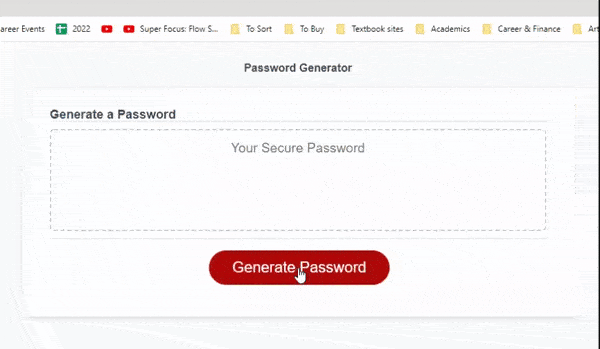 areer Events 2022 Super Focus: Flow S... To Sort To Buy Textbook sites Academics Career & Finance Art
Password Generator
Generate a Password
Your Secure Password
Generate Password